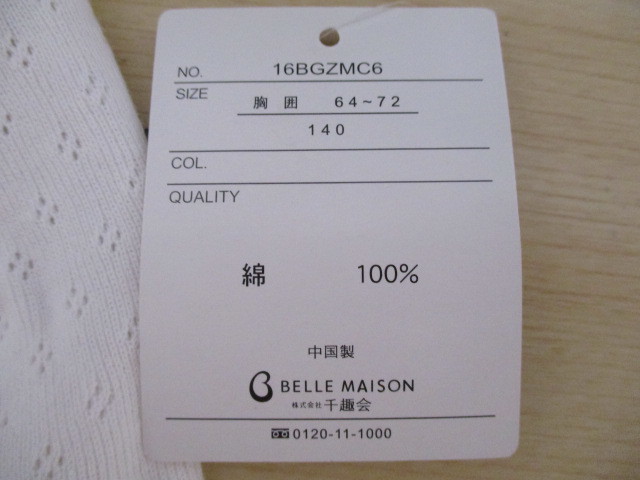 NO. 16BGZMC6
SIZE 胸囲 64~72
140
COL.
QUALITY
綿 100%
中国製
BELLE MAISON
株式会社 千趣会
0120-11-1000